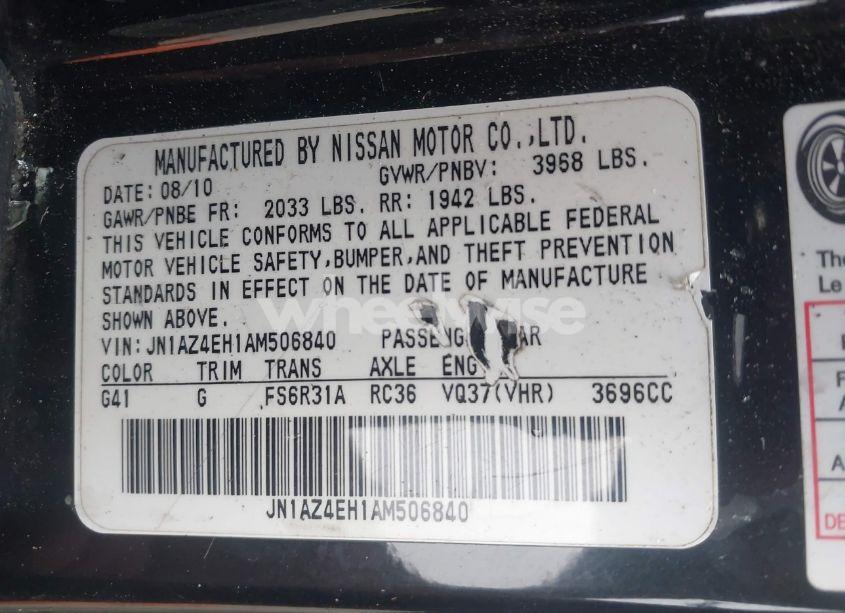 MANUFACTURED BY NISSAN MOTOR CO.,LTD.
DATE: 08/10 GVWR/PNBV: 3968 LBS.
GAWR/PNBE FR: 2033 LBS. RR: 1942 LBS.
THIS VEHICLE CONFORMS TO ALL APPLICABLE FEDERAL
MOTOR VEHICLE SAFETY,BUMPER,AND THEFT PREVENTION
STANDARDS IN EFFECT ON THE DATE OF MANUFACTURE
SHOWN ABOVE.
VIN: JN1AZ4EH1AM506840
COLOR TRIM TRANS AXLE
G41 G FS6R31A RC36 VQ37(VHR) 3696CC
JN1AZ4EH1AM506840
The
Le